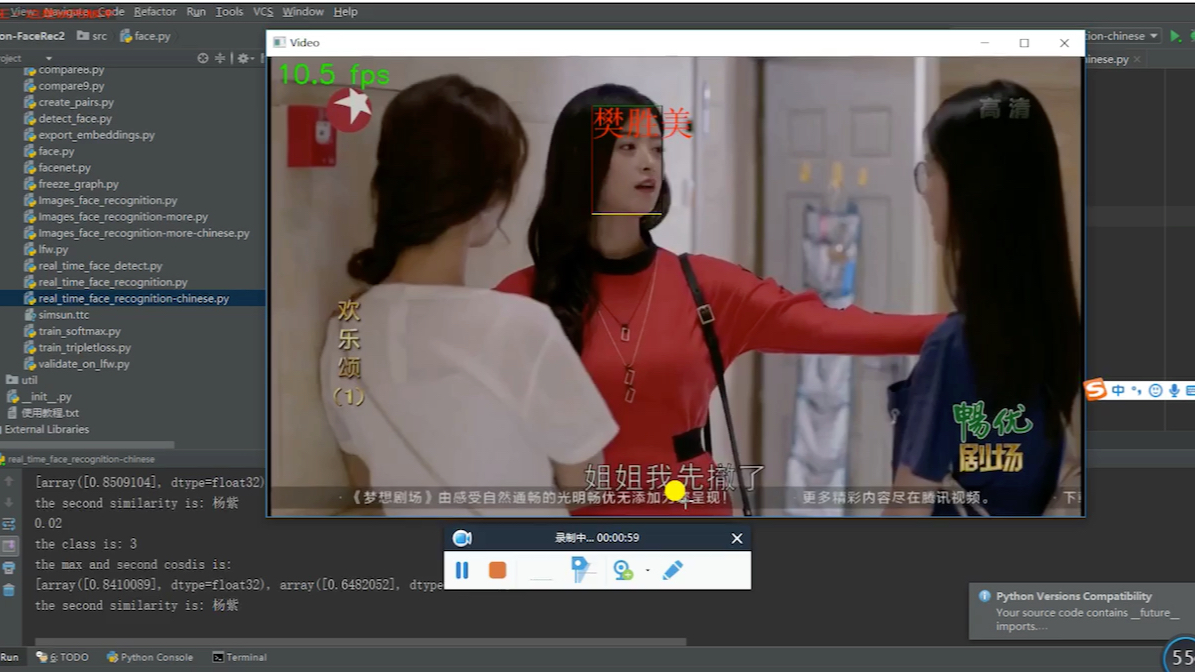 View Navigate Code Refactor Run Tools VCS Window Help
on-FaceRec2 src face.py
ion-chinese
roject
inese.py
compare8.py
compare9.py
create_pairs.py
detect_face.py
export_embeddings.py
face.py
facenet.py
freeze_graph.py
Images_face_recognition.py
Images_face_recognition-more.py
Images_face_recognition-more-chinese.py
lfw.py
real_time_face_detect.py
real_time_face_recognition.py
real_time_face_recognition-chinese.py
simsun.ttc
train_softmax.py
train_tripletloss.py
validate_on_lfw.py
util
__init__.py
使用教程.txt
External Libraries
Video
10.5 fps
樊胜美
高清
欢乐颂(1)
畅优
剧场
姐姐我先撤了
·《梦想剧场》由感受自然通畅的光明畅优无添加 呈现！ ·更多精彩内容尽在腾讯视频。 ·下
中
real_time_face_recognition-chinese
[array([0.8509104], dtype=float32)
the second similarity is: 杨紫
0.02
the class is: 3
the max and second cosdis is:
[array([0.8410089], dtype=float32), array([0.6482052], dtype
the second similarity is: 杨紫
录制中... 00:00:59
Python Versions Compatibility
Your source code contains __future__
imports....
Run 6: TODO Python Console Terminal
55